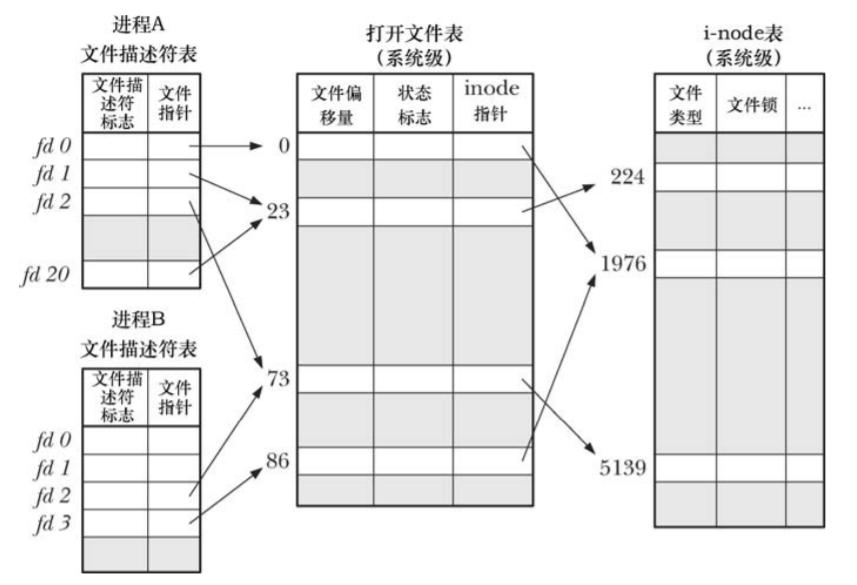 进程A
文件描述符表
文件描
述符
标志
文件
指针
fd 0
fd 1
fd 2
fd 20
进程B
文件描述符表
文件描
述符
标志
文件
指针
fd 0
fd 1
fd 2
fd 3
打开文件表
(系统级)
文件偏
移量
状态
标志
inode
指针
0
23
73
86
i-node表
(系统级)
文件
类型
文件锁
...
224
1976
5139